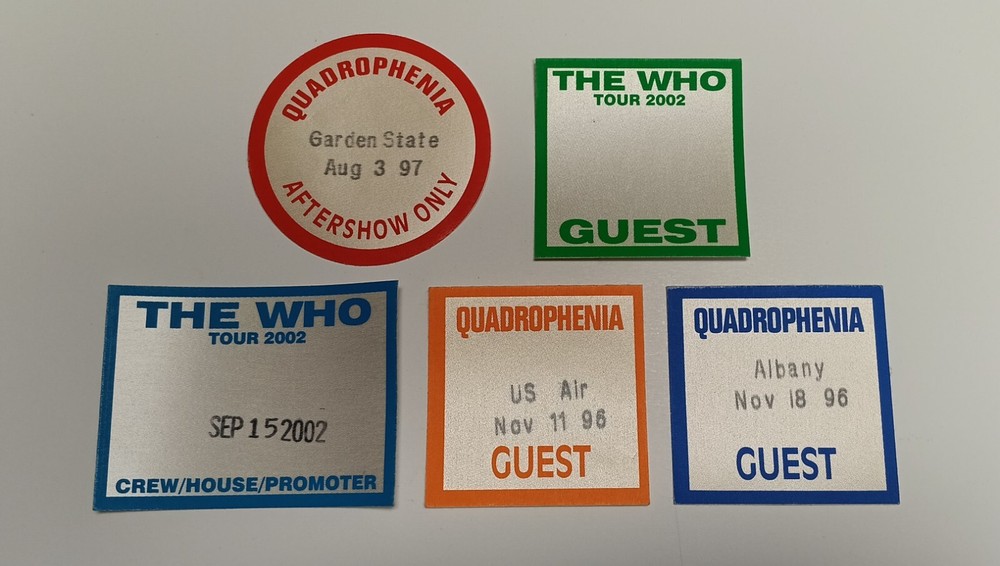 QUADROPHENIA
Garden State
Aug 3 97
AFTERSHOW ONLY
THE WHO
TOUR 2002
GUEST
THE WHO
TOUR 2002
SEP 15 2002
CREW/HOUSE/PROMOTER
QUADROPHENIA
US Air
Nov 11 96
GUEST
QUADROPHENIA
Albany
Nov 18 96
GUEST